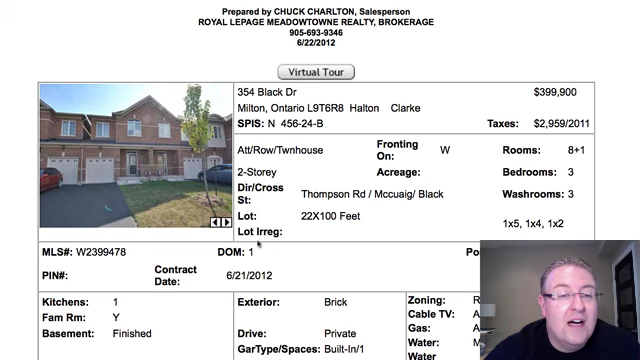 Prepared by CHUCK CHARLTON, Salesperson
ROYAL LEPAGE MEADOWTOWNE REALTY, BROKERAGE
905-693-9346
6/22/2012
Virtual Tour
354 Black Dr $399,900
Milton, Ontario L9T6R8 Halton Clarke
SPIS: N 456-24-B Taxes: $2,959/2011
Att/Row/Twnhouse Fronting On: W Rooms: 8+1
2-Storey Acreage: Bedrooms: 3
Dir/Cross St: Thompson Rd / Mccuaig/ Black Washrooms: 3
Lot: 22X100 Feet 1x5, 1x4, 1x2
Lot Irreg:
MLS#: W2399478 DOM: 1
PIN#: Contract Date: 6/21/2012
Kitchens: 1 Exterior: Brick Zoning:
Fam Rm: Y Cable TV:
Basement: Finished Drive: Private Gas:
GarType/Spaces: Built-In/1 Water:
Water